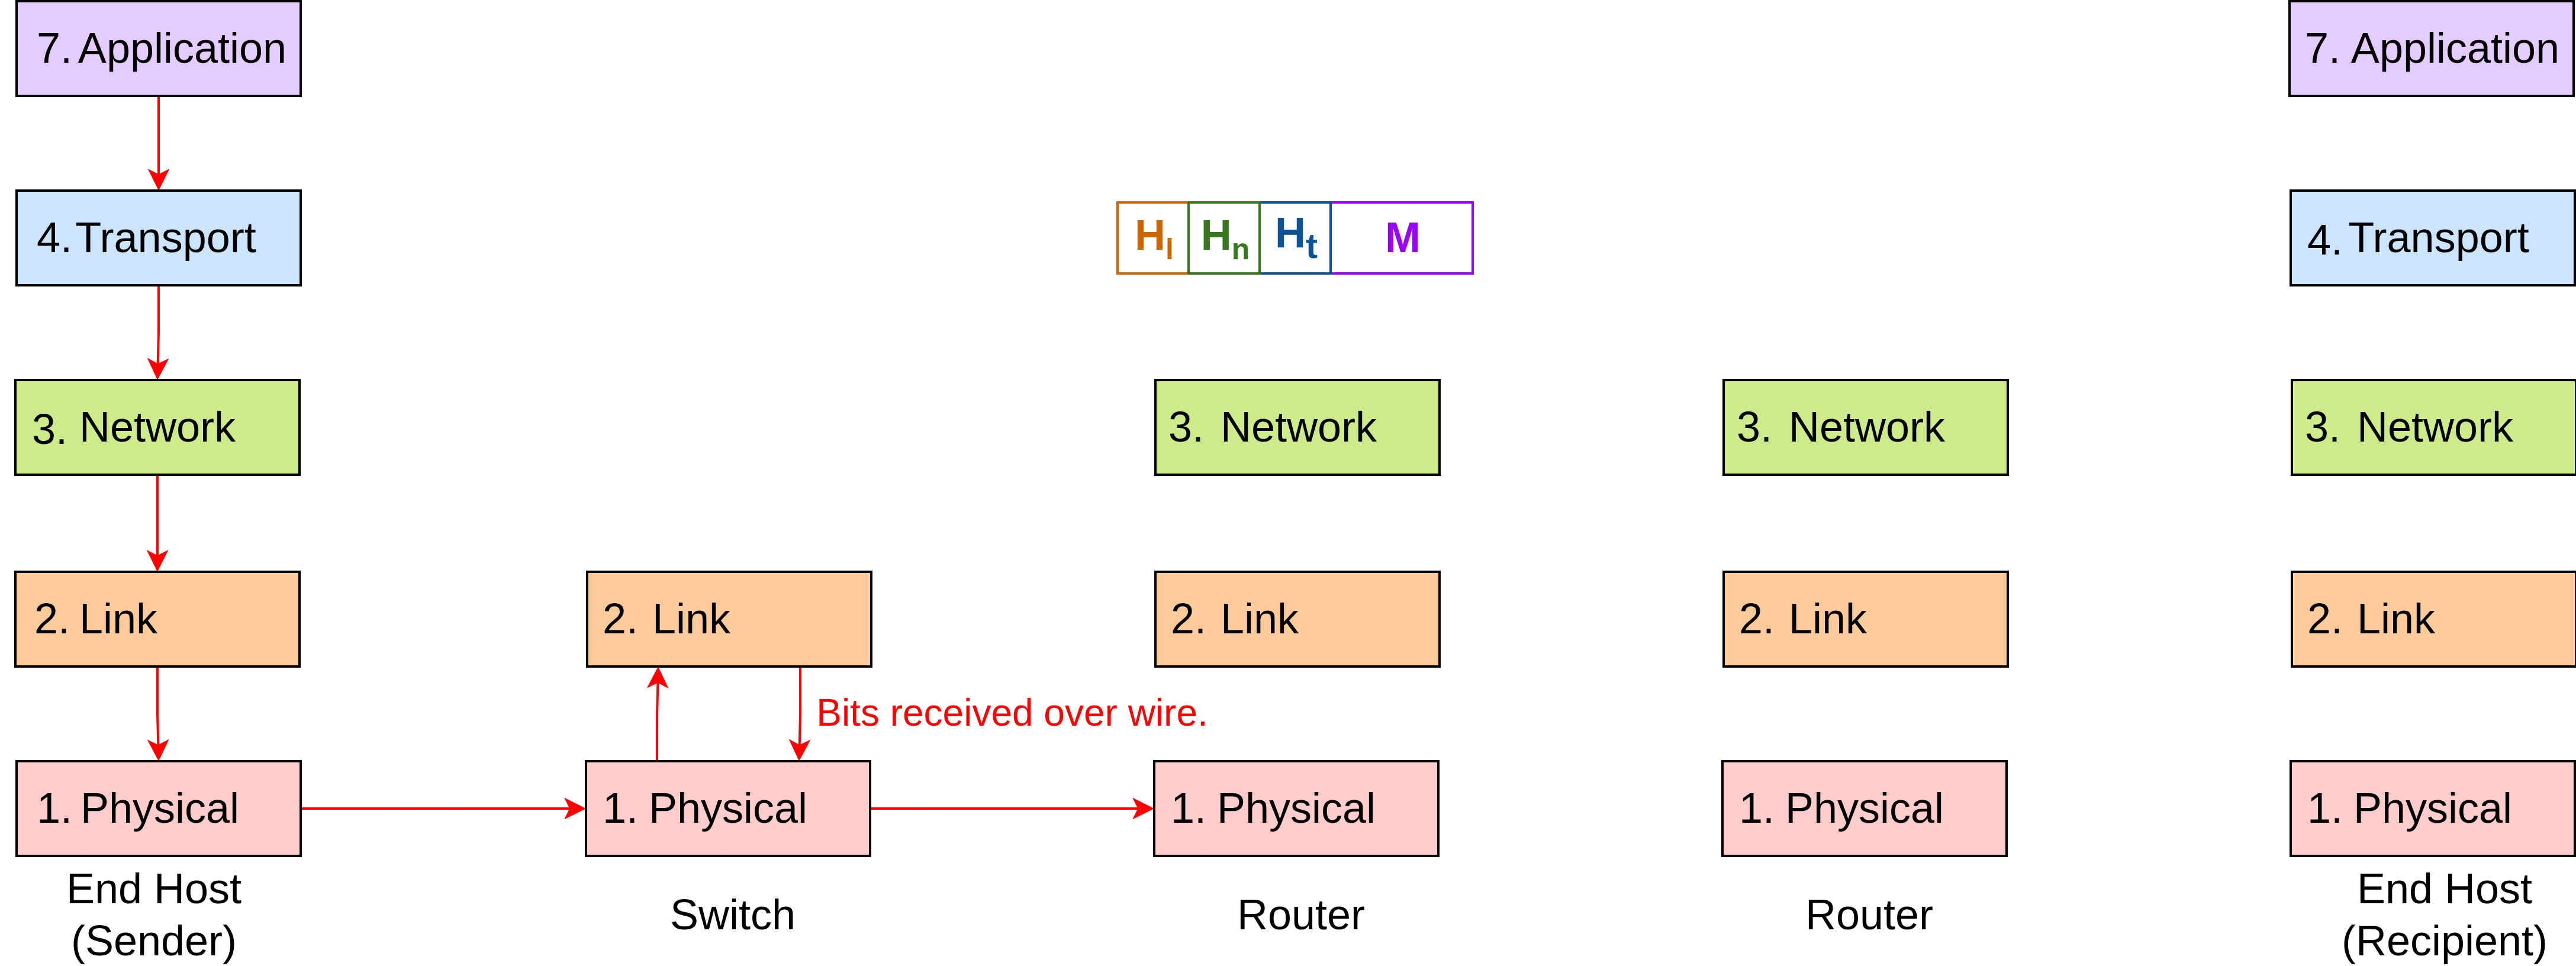 7. Application
7. Application
4. Transport
H_l H_n H_t M
4. Transport
3. Network
3. Network
3. Network
3. Network
2. Link
2. Link
2. Link
2. Link
2. Link
Bits received over wire.
1. Physical
1. Physical
1. Physical
1. Physical
1. Physical
End Host
(Sender)
Switch
Router
Router
End Host
(Recipient)